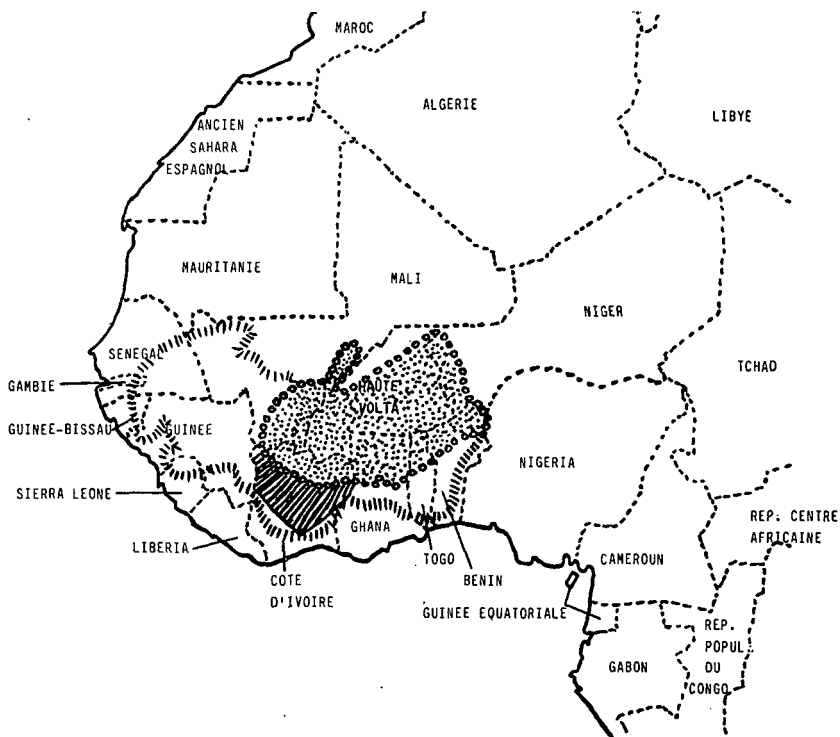 MAROC
ALGERIE
LIBYE
ANCIEN
SAHARA
ESPAGNOL
MAURITANIE
MALI
NIGER
TCHAD
SENEGAL
GAMBIE
HAUTE
VOLTA
GUINEE-BISSAU
GUINEE
NIGERIA
SIERRA LEONE
GHANA
REP. CENTRE
AFRICAINE
LIBERIA
TOGO
CAMEROUN
COTE
D'IVOIRE
BENIN
GUINEE EQUATORIALE
REP.
POPUL.
DU
CONGO
GABON